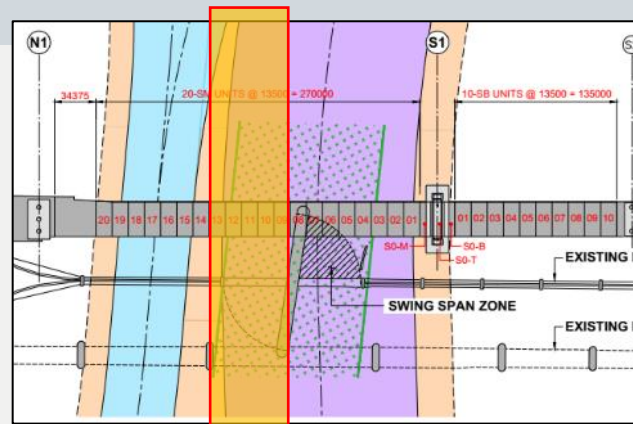 N1
S1
34375
20-SM UNITS @ 13500 = 270000
10-SB UNITS @ 13500 = 135000
20 19 18 17 16 15 14 13 12 11 10 09 08 06 05 04 03 02 01
01 02 03 04 05 06 07 08 09 10
S0-M
S0-B
S0-T
EXISTING
SWING SPAN ZONE
EXISTING